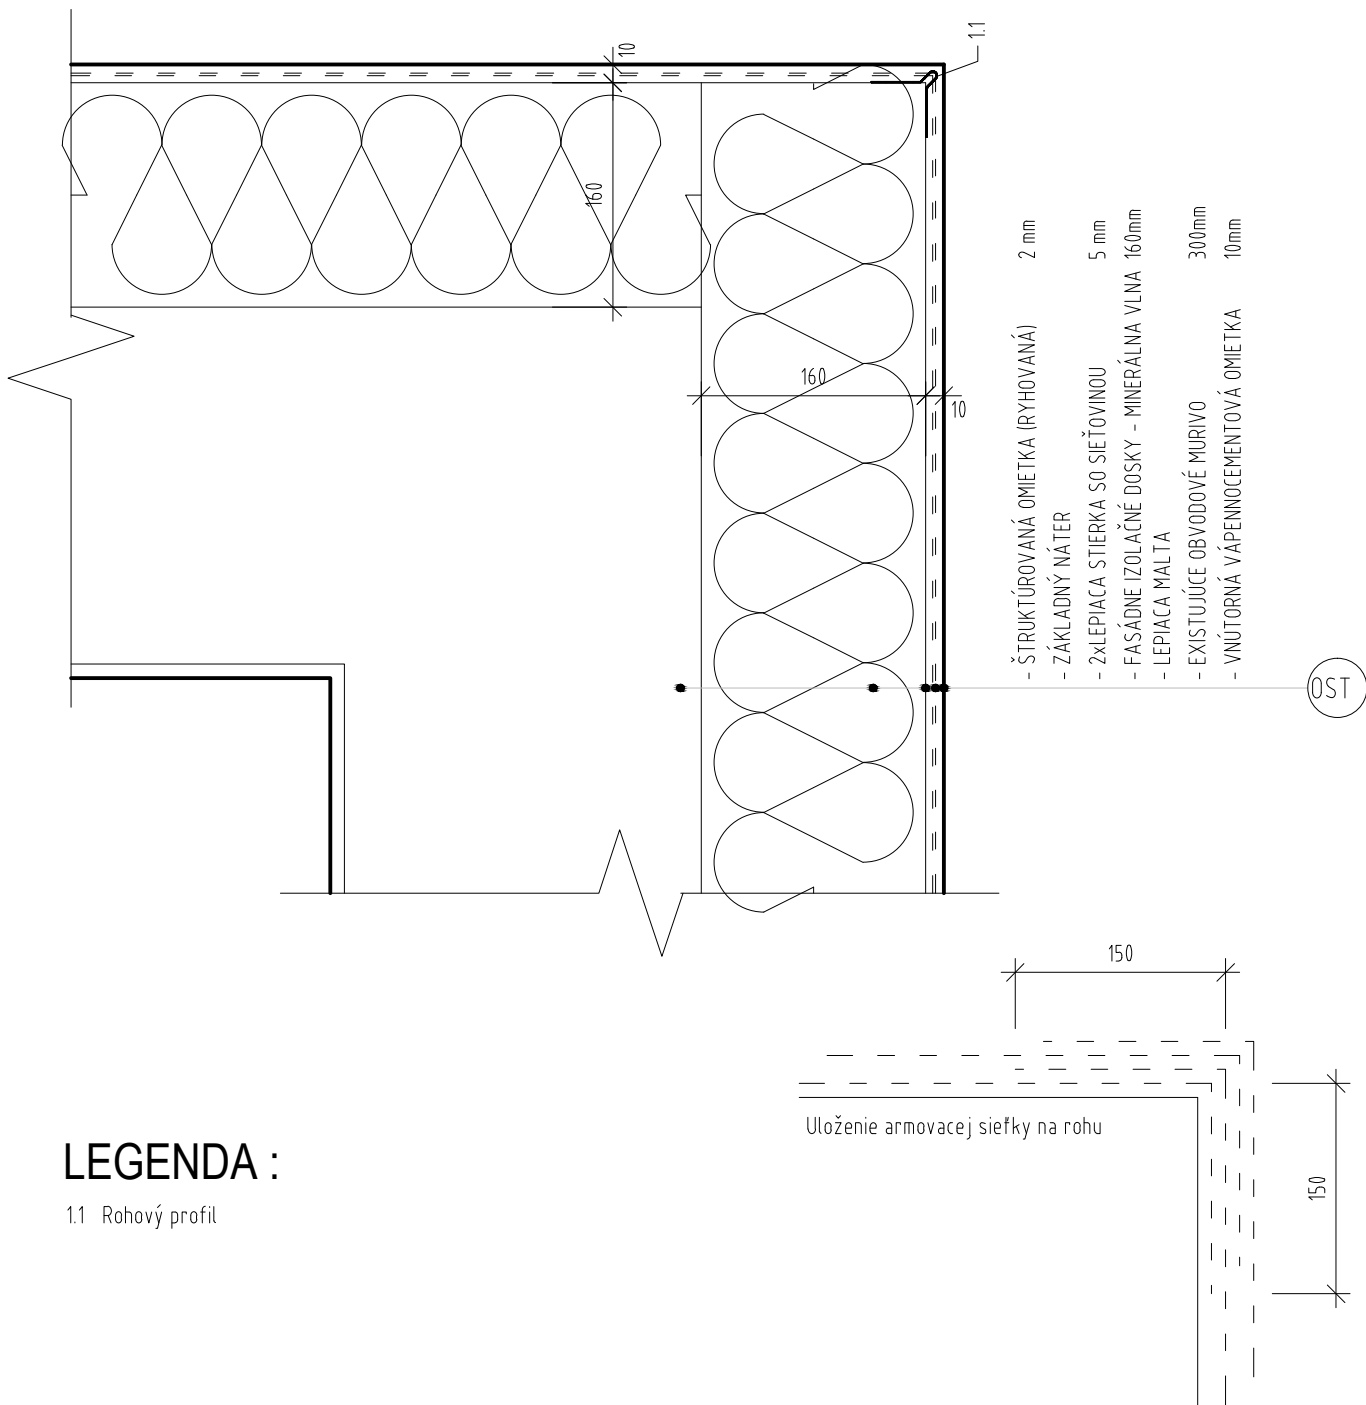 1.1
10
160
160
10
- ŠTRUKTÚROVANÁ OMIETKA (RYHOVANÁ) 2 mm
- ZÁKLADNÝ NÁTER
- 2xLEPIACA STIERKA SO SIEŤOVINOU 5 mm
- FASÁDNE IZOLAČNÉ DOSKY - MINERÁLNA VLNA 160mm
- LEPIACA MALTA
- EXISTUJÚCE OBVODOVÉ MURIVO 300mm
- VNÚTORNÁ VÁPENNOCEMENTOVÁ OMIETKA 10mm
OST
150
Uloženie armovacej sieťky na rohu
150
LEGENDA :
1.1 Rohový profil